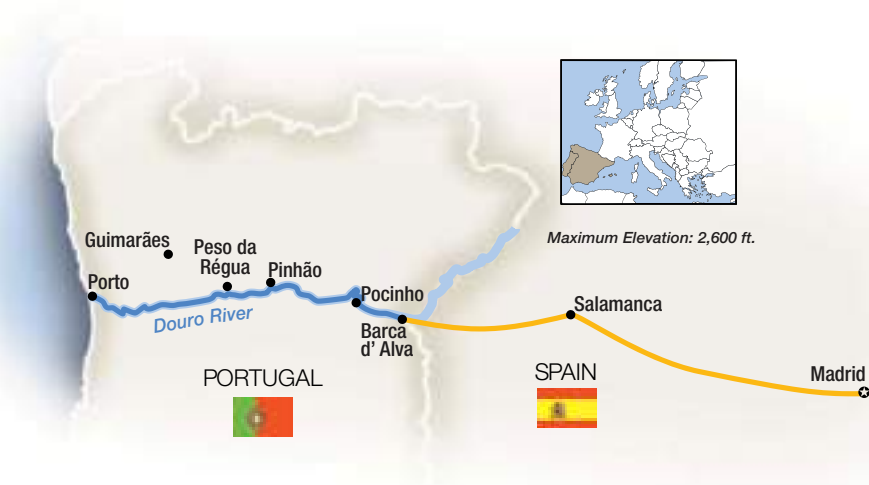 Maximum Elevation: 2,600 ft.
Guimarães
Peso da
Régua
Pinhão
Porto
Pocinho
Salamanca
Douro River
Barca
d’ Alva
PORTUGAL
SPAIN
Madrid